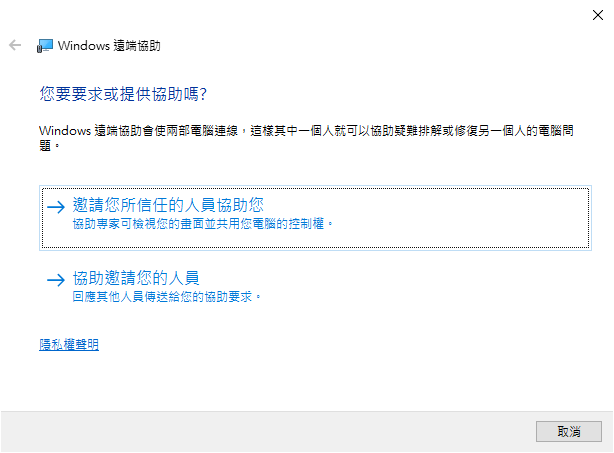 Windows 遠端協助
您要要求或提供協助嗎?
Windows 遠端協助會使兩部電腦連線，這樣其中一個人就可以協助疑難排解或修復另一個人的電腦問
題。
邀請您所信任的人員協助您
協助專家可檢視您的畫面並共用您電腦的控制權。
協助邀請您的人員
回應其他人員傳送給您的協助要求。
隱私權聲明
取消